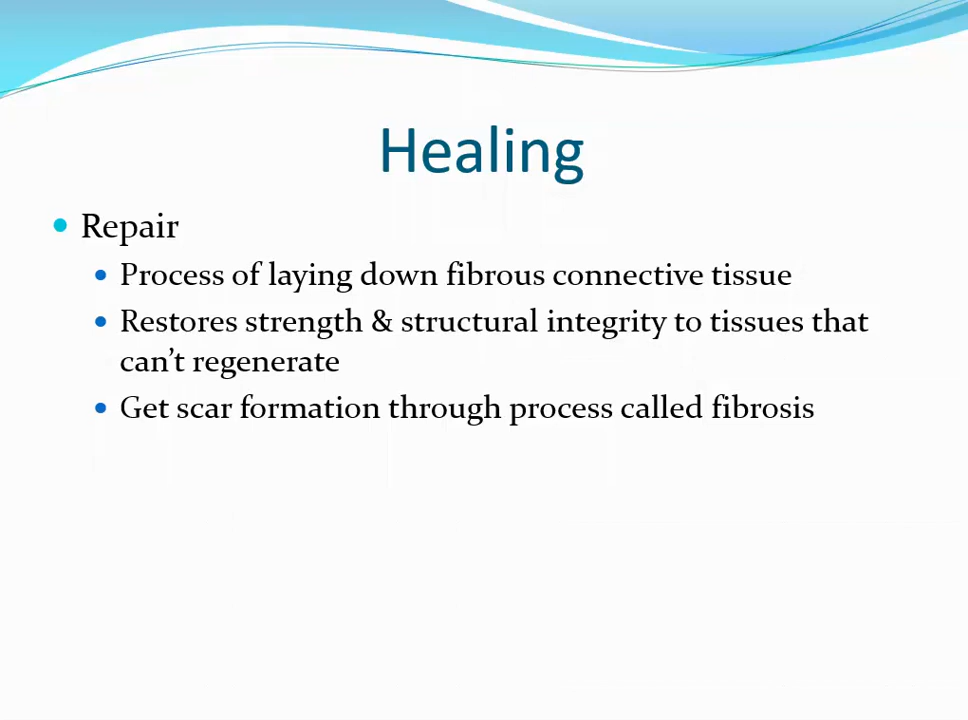 Healing
Repair
Process of laying down fibrous connective tissue
Restores strength & structural integrity to tissues that
can't regenerate
Get scar formation through process called fibrosis